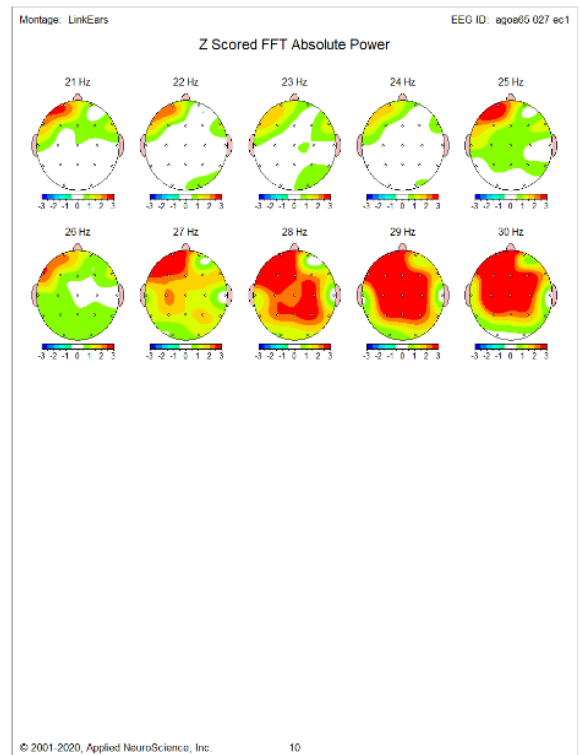 Montage: LinkEars EEG ID: agoa65 027 ec1
Z Scored FFT Absolute Power
21 Hz 22 Hz 23 Hz 24 Hz 25 Hz
-3 -2 -1 0 1 2 3 -3 -2 -1 0 1 2 3 -3 -2 -1 0 1 2 3 -3 -2 -1 0 1 2 3 -3 -2 -1 0 1 2 3
26 Hz 27 Hz 28 Hz 29 Hz 30 Hz
-3 -2 -1 0 1 2 3 -3 -2 -1 0 1 2 3 -3 -2 -1 0 1 2 3 -3 -2 -1 0 1 2 3 -3 -2 -1 0 1 2 3
© 2001-2020, Applied NeuroScience, Inc. 10